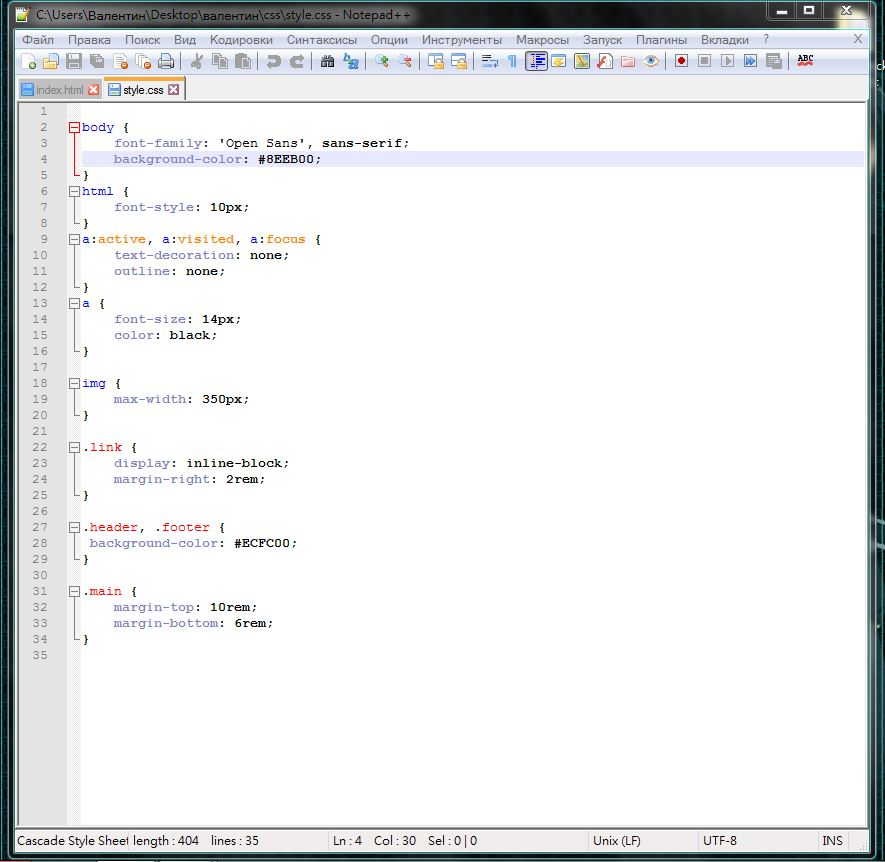 C:\Users\Валентин\Desktop\валентин\css\style.css - Notepad++
Файл Правка Поиск Вид Кодировки Синтаксисы Опции Инструменты Макросы Запуск Плагины Вкладки ? X
ABC
index.html style.css
1
2 body {
3 font-family: 'Open Sans', sans-serif;
4 background-color: #8EEB00;
5 }
6 html {
7 font-style: 10px;
8 }
9 a:active, a:visited, a:focus {
10 text-decoration: none;
11 outline: none;
12 }
13 a {
14 font-size: 14px;
15 color: black;
16 }
17
18 img {
19 max-width: 350px;
20 }
21
22 .link {
23 display: inline-block;
24 margin-right: 2rem;
25 }
26
27 .header, .footer {
28 background-color: #ECFC00;
29 }
30
31 .main {
32 margin-top: 10rem;
33 margin-bottom: 6rem;
34 }
35
Cascade Style Sheet length : 404 lines : 35 Ln : 4 Col : 30 Sel : 0 | 0 Unix (LF) UTF-8 INS